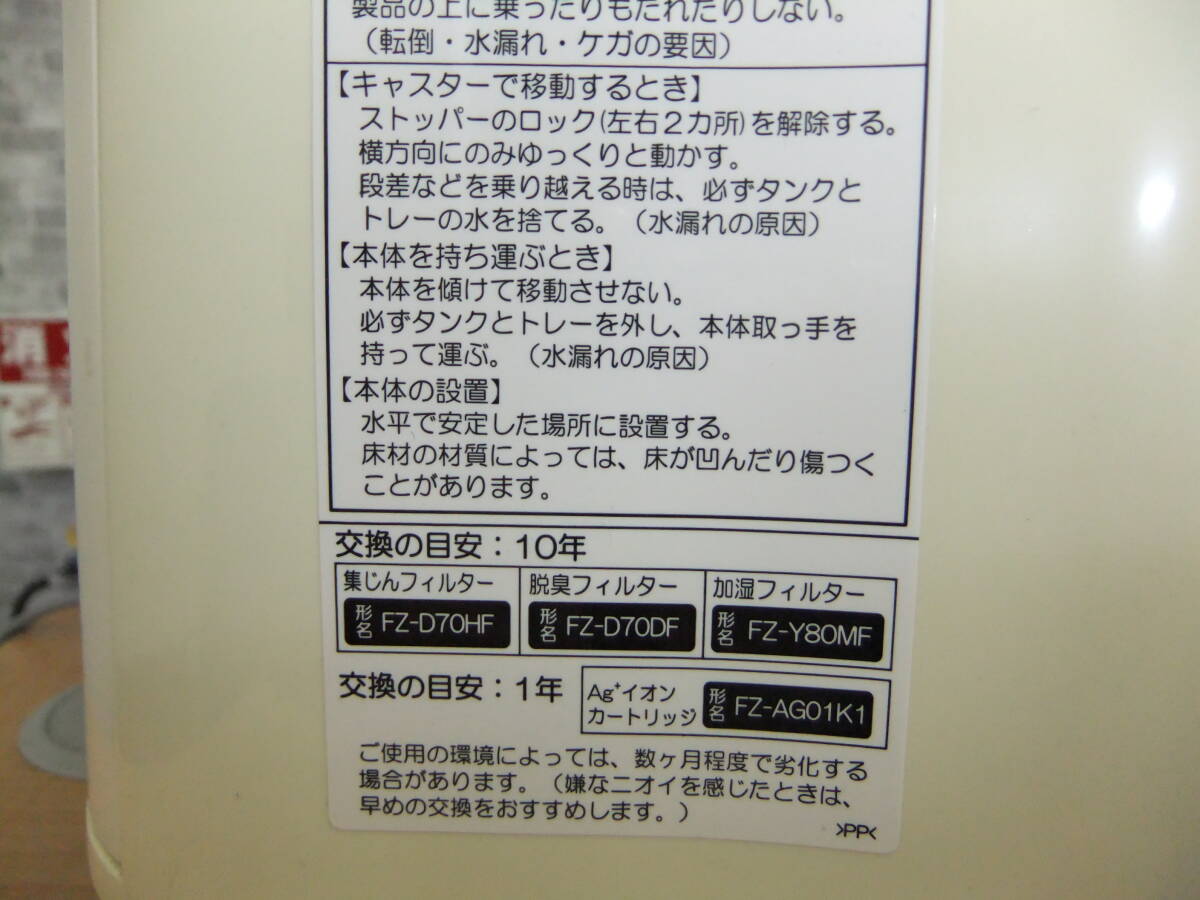 製品の上に乗ったりもたれたりしない。
（転倒・水漏れ・ケガの要因）
【キャスターで移動するとき】
ストッパーのロック(左右２カ所)を解除する。
横方向にのみゆっくりと動かす。
段差などを乗り越える時は、必ずタンクと
トレーの水を捨てる。（水漏れの原因）
【本体を持ち運ぶとき】
本体を傾けて移動させない。
必ずタンクとトレーを外し、本体取っ手を
持って運ぶ。（水漏れの原因）
【本体の設置】
水平で安定した場所に設置する。
床材の材質によっては、床が凹んだり傷つく
ことがあります。
交換の目安：10年
集じんフィルター
形名 FZ-D70HF
脱臭フィルター
形名 FZ-D70DF
加湿フィルター
形名 FZ-Y80MF
交換の目安：1年
Ag⁺イオン
カートリッジ
形名 FZ-AG01K1
ご使用の環境によっては、数ヶ月程度で劣化する
場合があります。（嫌なニオイを感じたときは、
早めの交換をおすすめします。）
>PP<
消